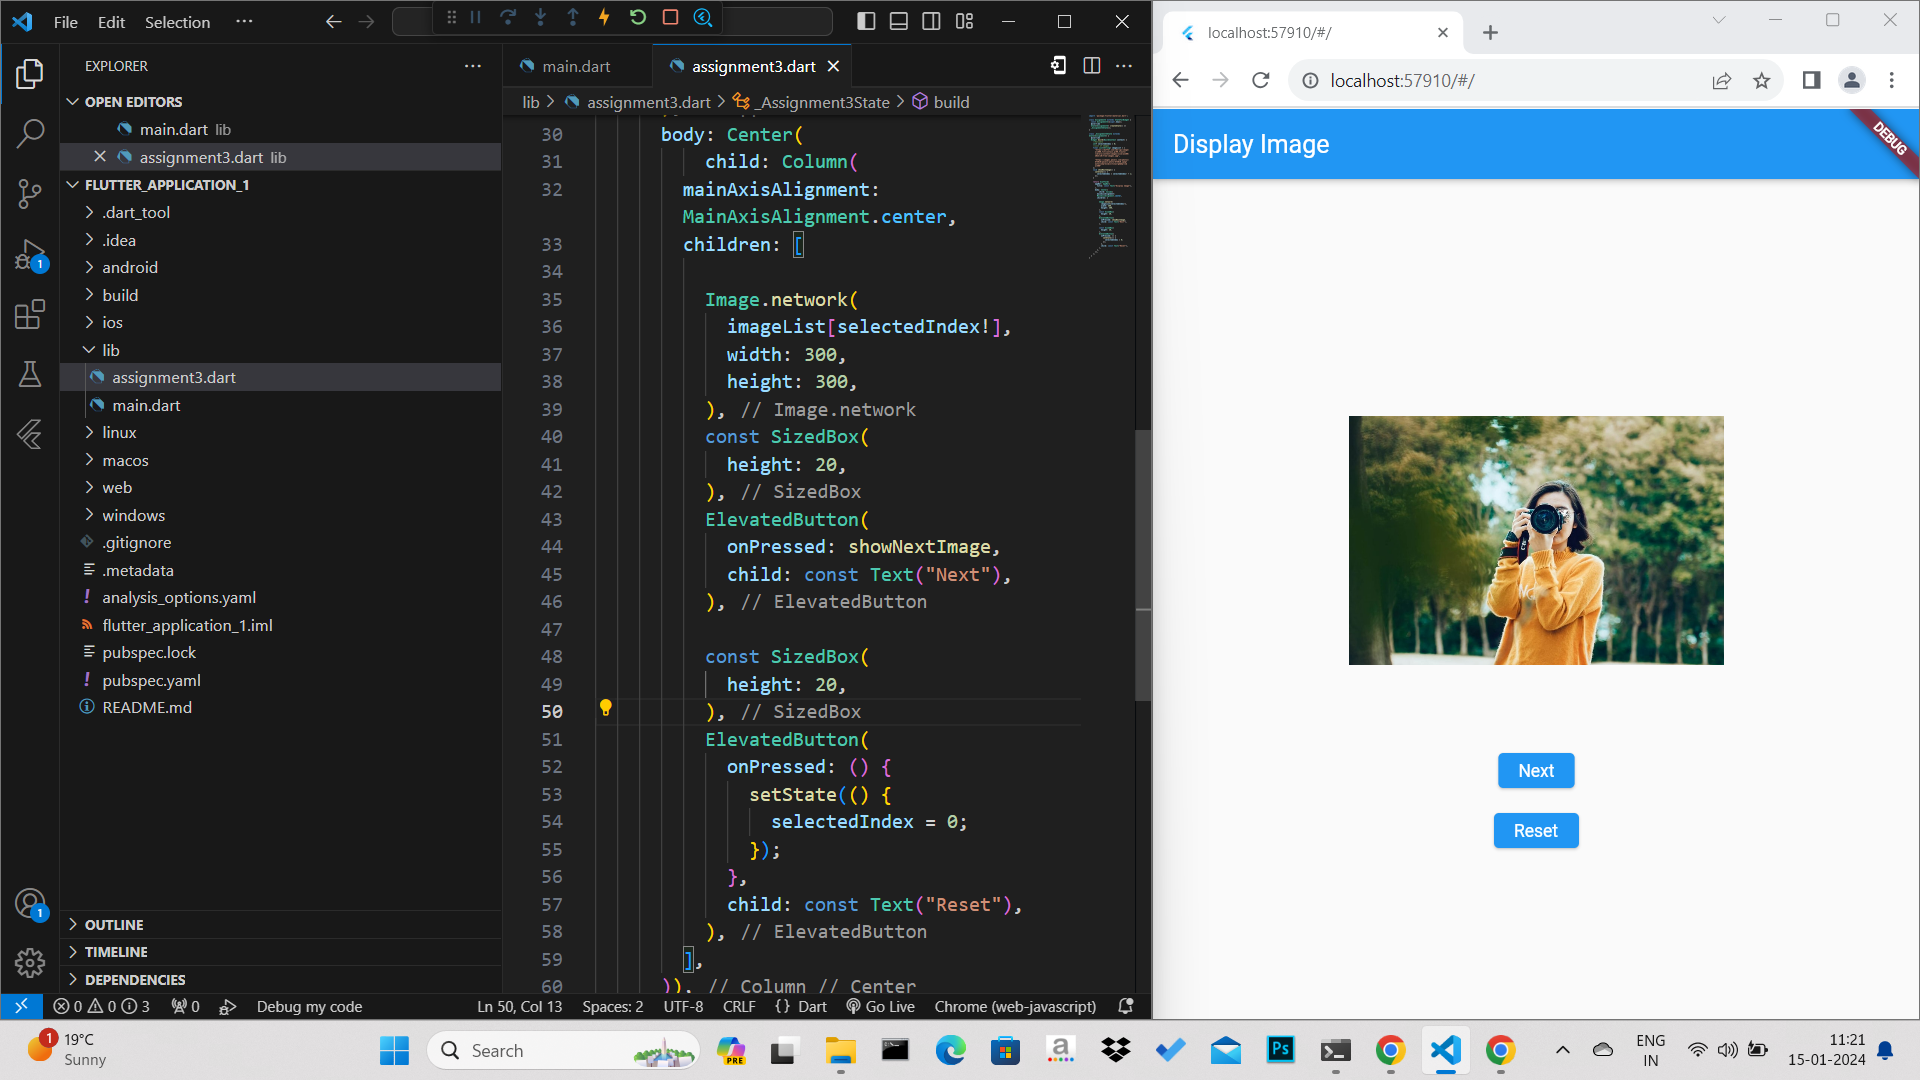 File Edit Selection ···
EXPLORER
OPEN EDITORS
main.dart lib
assignment3.dart lib
FLUTTER_APPLICATION_1
.dart_tool
.idea
android
build
ios
lib
assignment3.dart
main.dart
linux
macos
web
windows
.gitignore
.metadata
analysis_options.yaml
flutter_application_1.iml
pubspec.lock
pubspec.yaml
README.md
OUTLINE
TIMELINE
DEPENDENCIES
1
1
main.dart
assignment3.dart
lib > assignment3.dart > _Assignment3State > build
30 body: Center(
31 child: Column(
32 mainAxisAlignment:
MainAxisAlignment.center,
33 children: [
34
35 Image.network(
36 imageList[selectedIndex!],
37 width: 300,
38 height: 300,
39 ), // Image.network
40 const SizedBox(
41 height: 20,
42 ), // SizedBox
43 ElevatedButton(
44 onPressed: showNextImage,
45 child: const Text("Next"),
46 ), // ElevatedButton
47
48 const SizedBox(
49 height: 20,
50 ), // SizedBox
51 ElevatedButton(
52 onPressed: () {
53 setState(() {
54 selectedIndex = 0;
55 });
56 },
57 child: const Text("Reset"),
58 ), // ElevatedButton
59 ],
60 )), // Column // Center
0 0 3 0 Debug my code Ln 50, Col 13 Spaces: 2 UTF-8 CRLF {} Dart Go Live Chrome (web-javascript)
localhost:57910/#/
localhost:57910/#/
Display Image
DEBUG
Next
Reset
1
19°C
Sunny
Search
PRE
a
Ps
ENG
IN
11:21
15-01-2024